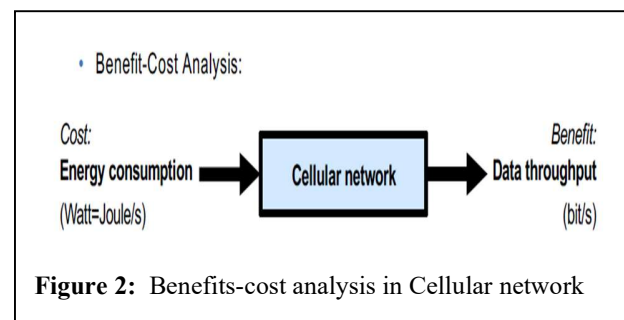 • Benefit-Cost Analysis:
Cost:
Energy consumption
(Watt=Joule/s)
Cellular network
Benefit:
Data throughput
(bit/s)
Figure 2: Benefits-cost analysis in Cellular network